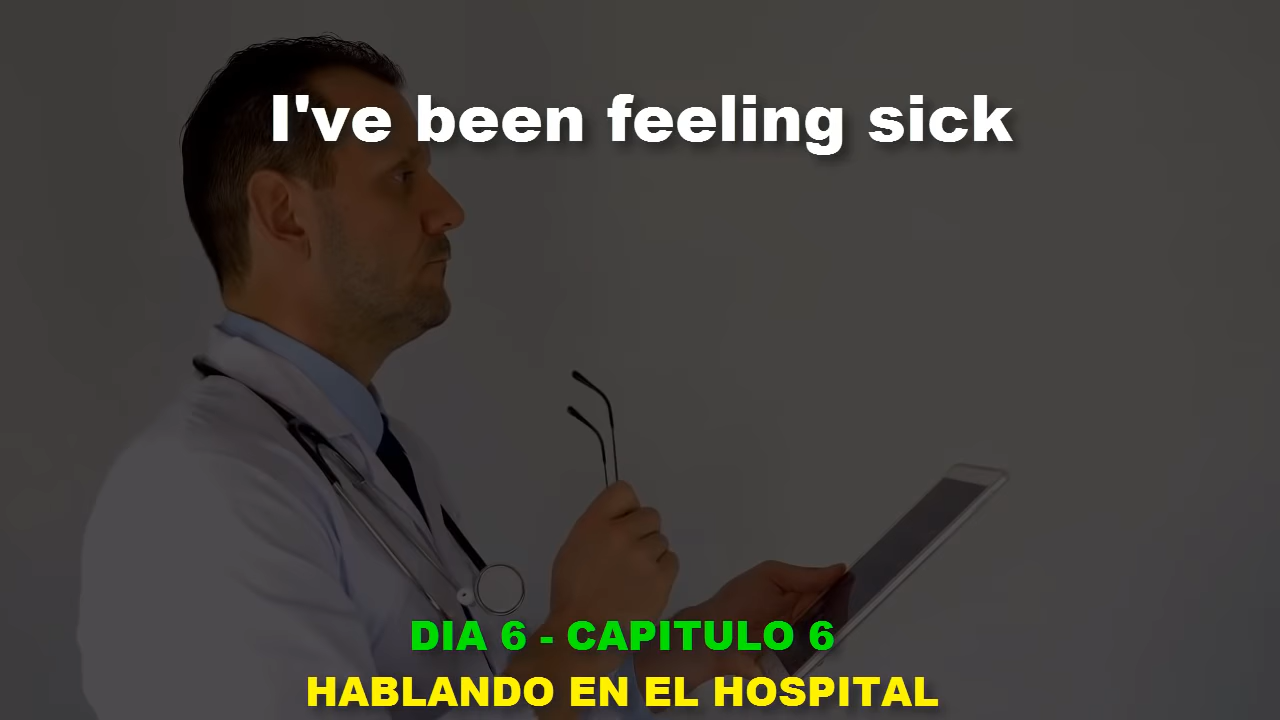 I've been feeling sick
DIA 6 - CAPITULO 6
HABLANDO EN EL HOSPITAL